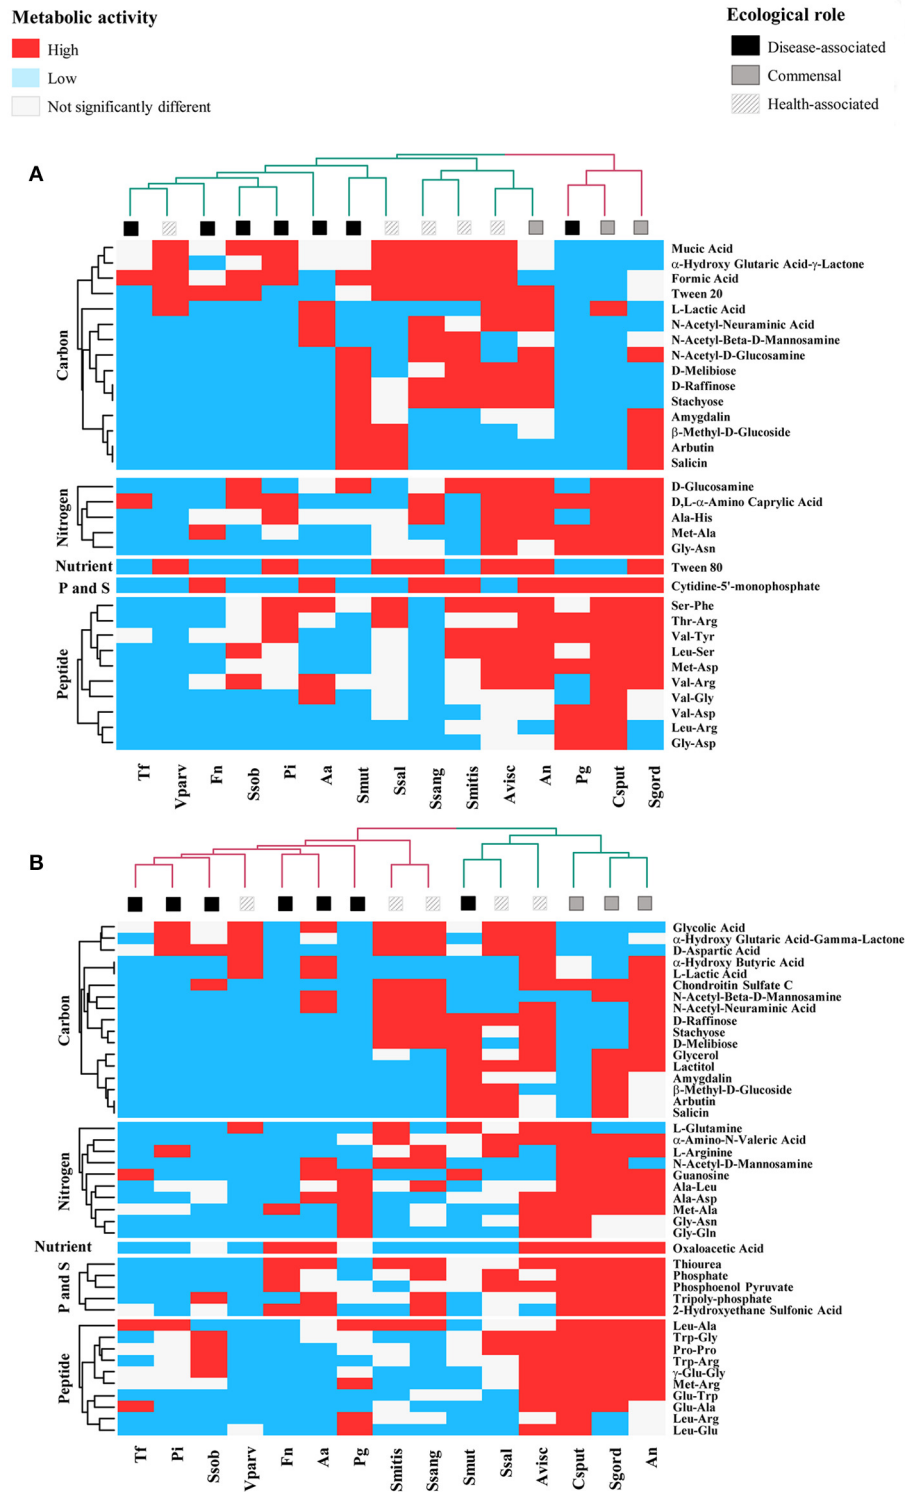 Metabolic activity
High
Low
Not significantly different
Ecological role
Disease-associated
Commensal
Health-associated
A
Carbon
Mucic Acid
α-Hydroxy Glutaric Acid-γ-Lactone
Formic Acid
Tween 20
L-Lactic Acid
N-Acetyl-Neuraminic Acid
N-Acetyl-Beta-D-Mannosamine
N-Acetyl-D-Glucosamine
D-Melibiose
D-Raffinose
Stachyose
Amygdalin
β-Methyl-D-Glucoside
Arbutin
Salicin
Nitrogen
D-Glucosamine
D,L-α-Amino Caprylic Acid
Ala-His
Met-Ala
Gly-Asn
Nutrient
Tween 80
P and S
Cytidine-5'-monophosphate
Peptide
Ser-Phe
Thr-Arg
Val-Tyr
Leu-Ser
Met-Asp
Val-Arg
Val-Gly
Val-Asp
Leu-Arg
Gly-Asp
Tf Vparv Fn Ssob Pi Aa Smut Ssal Ssang Smitis Avisc An Pg Csput Sgord
B
Carbon
Glycolic Acid
α-Hydroxy Glutaric Acid-Gamma-Lactone
D-Aspartic Acid
α-Hydroxy Butyric Acid
L-Lactic Acid
Chondroitin Sulfate C
N-Acetyl-Beta-D-Mannosamine
N-Acetyl-Neuraminic Acid
D-Raffinose
Stachyose
D-Melibiose
Glycerol
Lactitol
Amygdalin
β-Methyl-D-Glucoside
Arbutin
Salicin
Nitrogen
L-Glutamine
α-Amino-N-Valeric Acid
L-Arginine
N-Acetyl-D-Mannosamine
Guanosine
Ala-Leu
Ala-Asp
Met-Ala
Gly-Asn
Gly-Gln
Nutrient
Oxaloacetic Acid
P and S
Thiourea
Phosphate
Phosphoenol Pyruvate
Tripoly-phosphate
2-Hydroxyethane Sulfonic Acid
Peptide
Leu-Ala
Trp-Gly
Pro-Pro
Trp-Arg
γ-Glu-Gly
Met-Arg
Glu-Trp
Glu-Ala
Leu-Arg
Leu-Glu
Tf Pi Ssob Vparv Fn Aa Pg Smitis Ssang Smut Ssal Avisc Csput Sgord An